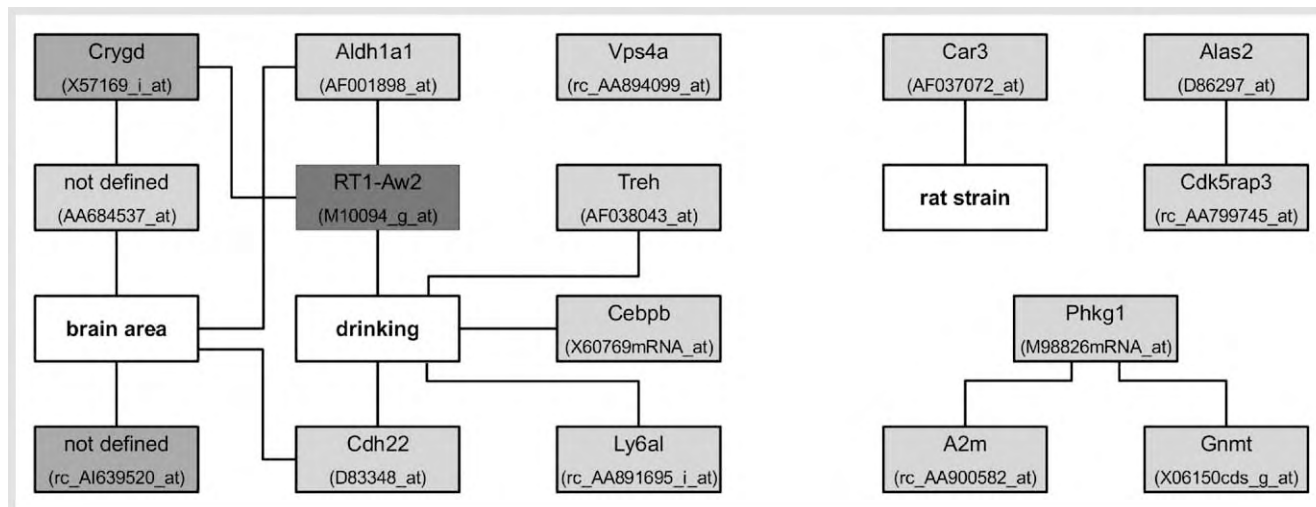 Crygd
(X57169_i_at)
Aldh1a1
(AF001898_at)
Vps4a
(rc_AA894099_at)
Car3
(AF037072_at)
Alas2
(D86297_at)
not defined
(AA684537_at)
RT1-Aw2
(M10094_g_at)
Treh
(AF038043_at)
rat strain
Cdk5rap3
(rc_AA799745_at)
brain area
drinking
Cebpb
(X60769mRNA_at)
Phkg1
(M98826mRNA_at)
not defined
(rc_AI639520_at)
Cdh22
(D83348_at)
Ly6al
(rc_AA891695_i_at)
A2m
(rc_AA900582_at)
Gnmt
(X06150cds_g_at)